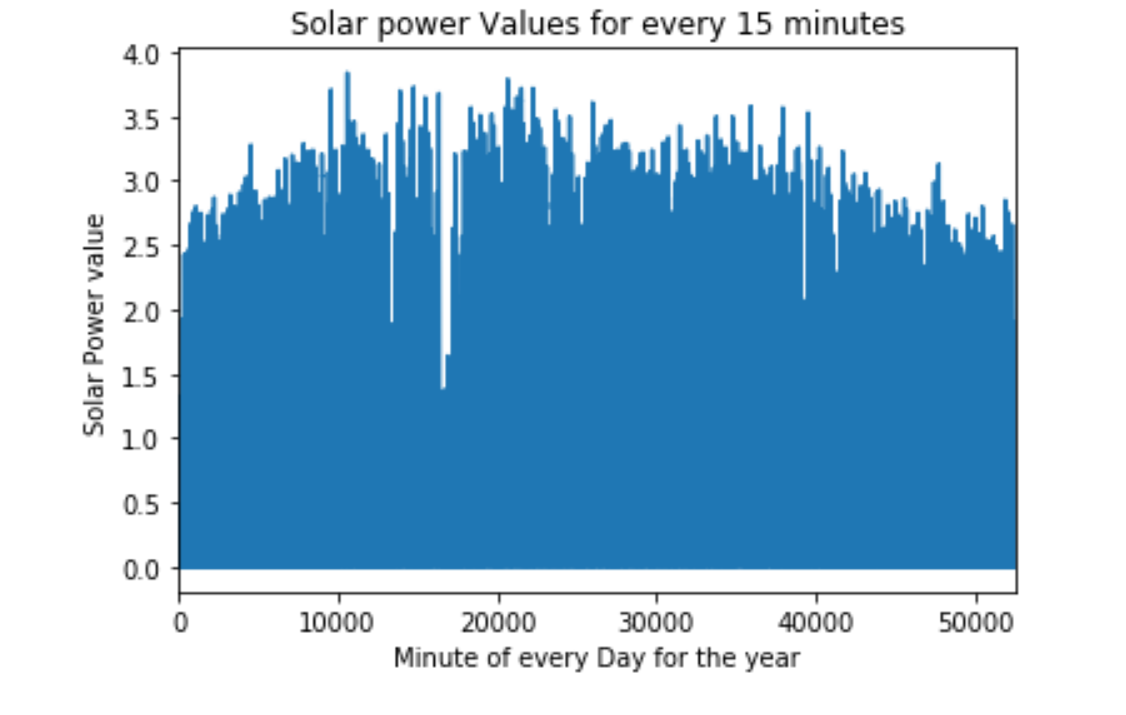 Solar power Values for every 15 minutes
4.0
3.5
3.0
2.5
2.0
1.5
1.0
0.5
0.0
Solar Power value
0 10000 20000 30000 40000 50000
Minute of every Day for the year